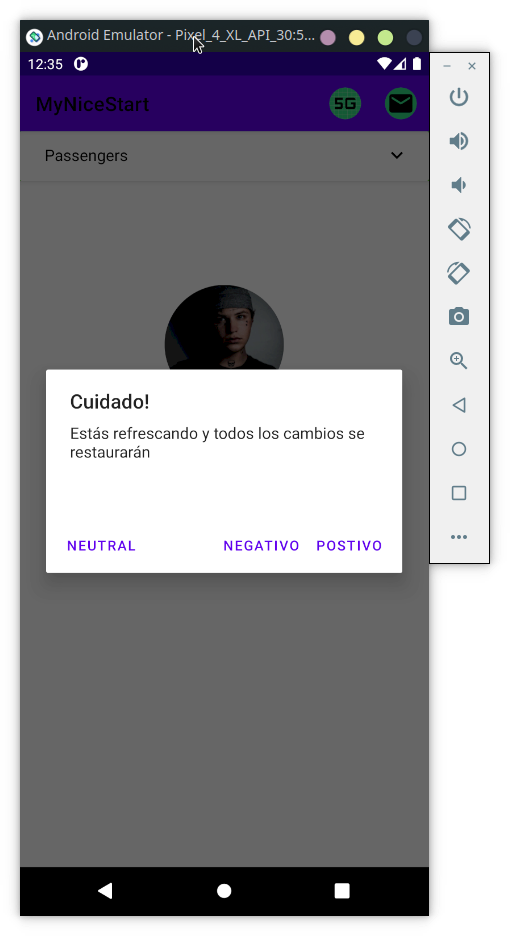 Android Emulator - Pixel_4_XL_API_30:5...
12:35
MyNiceStart
5G
Passengers
Cuidado!
Estás refrescando y todos los cambios se
restaurarán
NEUTRAL NEGATIVO POSTIVO